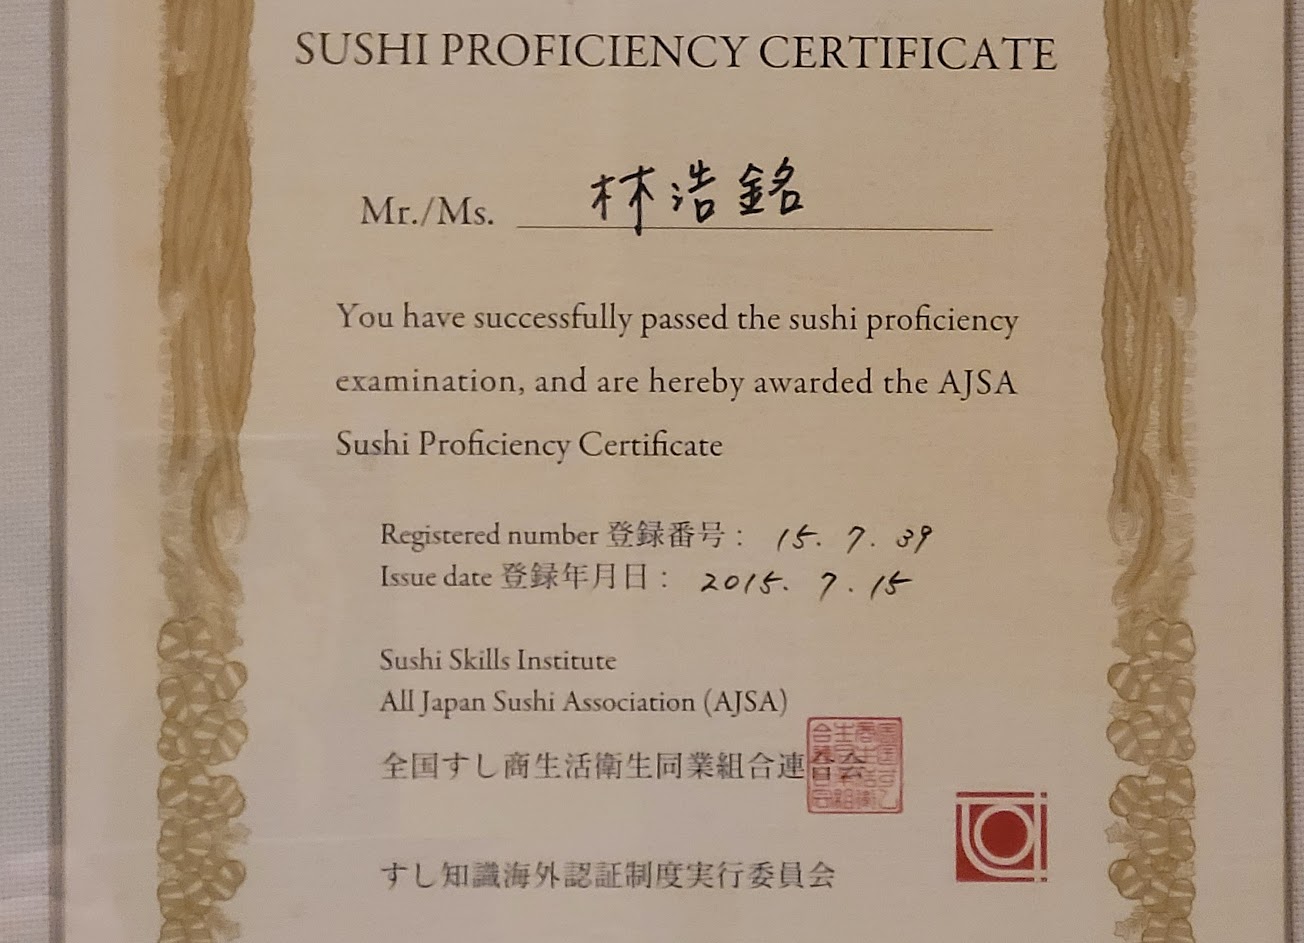 SUSHI PROFICIENCY CERTIFICATE
Mr./Ms. 林浩銘
You have successfully passed the sushi proficiency
examination, and are hereby awarded the AJSA
Sushi Proficiency Certificate
Registered number 登録番号： 15. 7. 39
Issue date 登録年月日： 2015. 7. 15
Sushi Skills Institute
All Japan Sushi Association (AJSA)
全国すし商生活衛生同業組合連合会
すし知識海外認証制度実行委員会